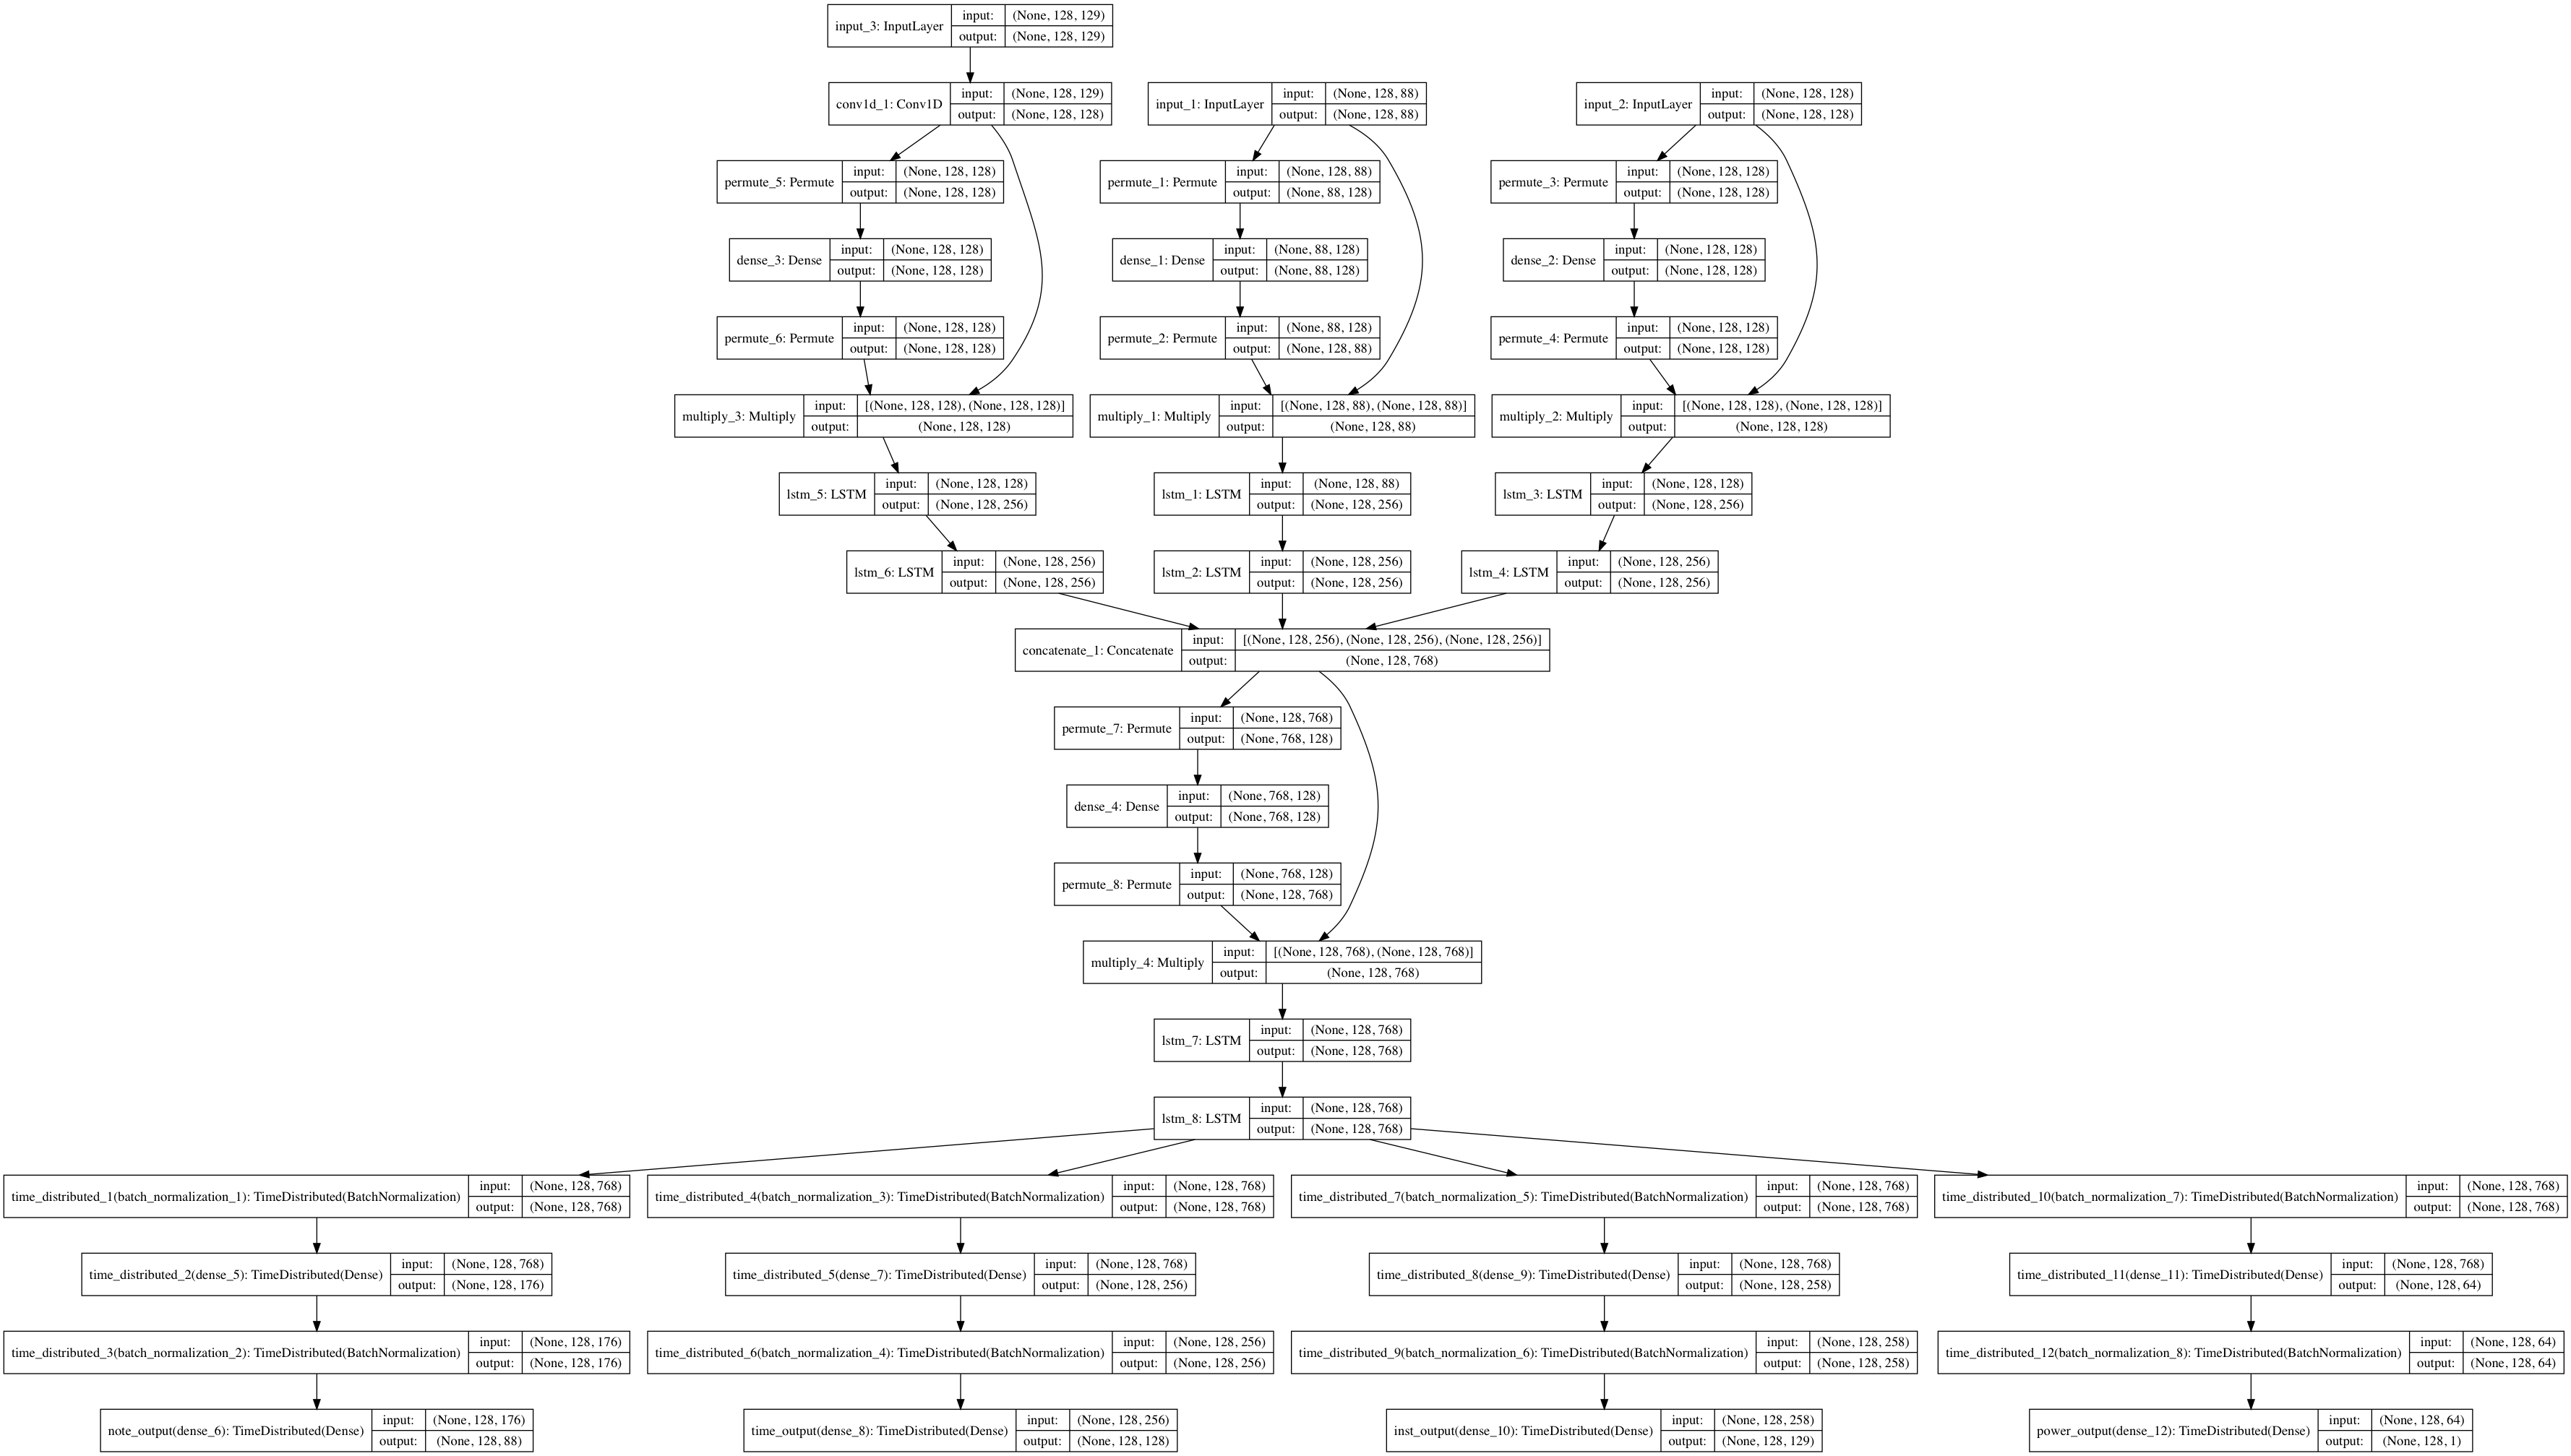 input_3: InputLayer
input: (None, 128, 129)
output: (None, 128, 129)
conv1d_1: Conv1D
input: (None, 128, 129)
output: (None, 128, 128)
input_1: InputLayer
input: (None, 128, 88)
output: (None, 128, 88)
input_2: InputLayer
input: (None, 128, 128)
output: (None, 128, 128)
permute_5: Permute
input: (None, 128, 128)
output: (None, 128, 128)
permute_1: Permute
input: (None, 128, 88)
output: (None, 88, 128)
permute_3: Permute
input: (None, 128, 128)
output: (None, 128, 128)
dense_3: Dense
input: (None, 128, 128)
output: (None, 128, 128)
dense_1: Dense
input: (None, 88, 128)
output: (None, 88, 128)
dense_2: Dense
input: (None, 128, 128)
output: (None, 128, 128)
permute_6: Permute
input: (None, 128, 128)
output: (None, 128, 128)
permute_2: Permute
input: (None, 88, 128)
output: (None, 128, 88)
permute_4: Permute
input: (None, 128, 128)
output: (None, 128, 128)
multiply_3: Multiply
input: [(None, 128, 128), (None, 128, 128)]
output: (None, 128, 128)
multiply_1: Multiply
input: [(None, 128, 88), (None, 128, 88)]
output: (None, 128, 88)
multiply_2: Multiply
input: [(None, 128, 128), (None, 128, 128)]
output: (None, 128, 128)
lstm_5: LSTM
input: (None, 128, 128)
output: (None, 128, 256)
lstm_1: LSTM
input: (None, 128, 88)
output: (None, 128, 256)
lstm_3: LSTM
input: (None, 128, 128)
output: (None, 128, 256)
lstm_6: LSTM
input: (None, 128, 256)
output: (None, 128, 256)
lstm_2: LSTM
input: (None, 128, 256)
output: (None, 128, 256)
lstm_4: LSTM
input: (None, 128, 256)
output: (None, 128, 256)
concatenate_1: Concatenate
input: [(None, 128, 256), (None, 128, 256), (None, 128, 256)]
output: (None, 128, 768)
permute_7: Permute
input: (None, 128, 768)
output: (None, 768, 128)
dense_4: Dense
input: (None, 768, 128)
output: (None, 768, 128)
permute_8: Permute
input: (None, 768, 128)
output: (None, 128, 768)
multiply_4: Multiply
input: [(None, 128, 768), (None, 128, 768)]
output: (None, 128, 768)
lstm_7: LSTM
input: (None, 128, 768)
output: (None, 128, 768)
lstm_8: LSTM
input: (None, 128, 768)
output: (None, 128, 768)
time_distributed_1(batch_normalization_1): TimeDistributed(BatchNormalization)
input: (None, 128, 768)
output: (None, 128, 768)
time_distributed_4(batch_normalization_3): TimeDistributed(BatchNormalization)
input: (None, 128, 768)
output: (None, 128, 768)
time_distributed_7(batch_normalization_5): TimeDistributed(BatchNormalization)
input: (None, 128, 768)
output: (None, 128, 768)
time_distributed_10(batch_normalization_7): TimeDistributed(BatchNormalization)
input: (None, 128, 768)
output: (None, 128, 768)
time_distributed_2(dense_5): TimeDistributed(Dense)
input: (None, 128, 768)
output: (None, 128, 176)
time_distributed_5(dense_7): TimeDistributed(Dense)
input: (None, 128, 768)
output: (None, 128, 256)
time_distributed_8(dense_9): TimeDistributed(Dense)
input: (None, 128, 768)
output: (None, 128, 258)
time_distributed_11(dense_11): TimeDistributed(Dense)
input: (None, 128, 768)
output: (None, 128, 64)
time_distributed_3(batch_normalization_2): TimeDistributed(BatchNormalization)
input: (None, 128, 176)
output: (None, 128, 176)
time_distributed_6(batch_normalization_4): TimeDistributed(BatchNormalization)
input: (None, 128, 256)
output: (None, 128, 256)
time_distributed_9(batch_normalization_6): TimeDistributed(BatchNormalization)
input: (None, 128, 258)
output: (None, 128, 258)
time_distributed_12(batch_normalization_8): TimeDistributed(BatchNormalization)
input: (None, 128, 64)
output: (None, 128, 64)
note_output(dense_6): TimeDistributed(Dense)
input: (None, 128, 176)
output: (None, 128, 88)
time_output(dense_8): TimeDistributed(Dense)
input: (None, 128, 256)
output: (None, 128, 128)
inst_output(dense_10): TimeDistributed(Dense)
input: (None, 128, 258)
output: (None, 128, 129)
power_output(dense_12): TimeDistributed(Dense)
input: (None, 128, 64)
output: (None, 128, 1)